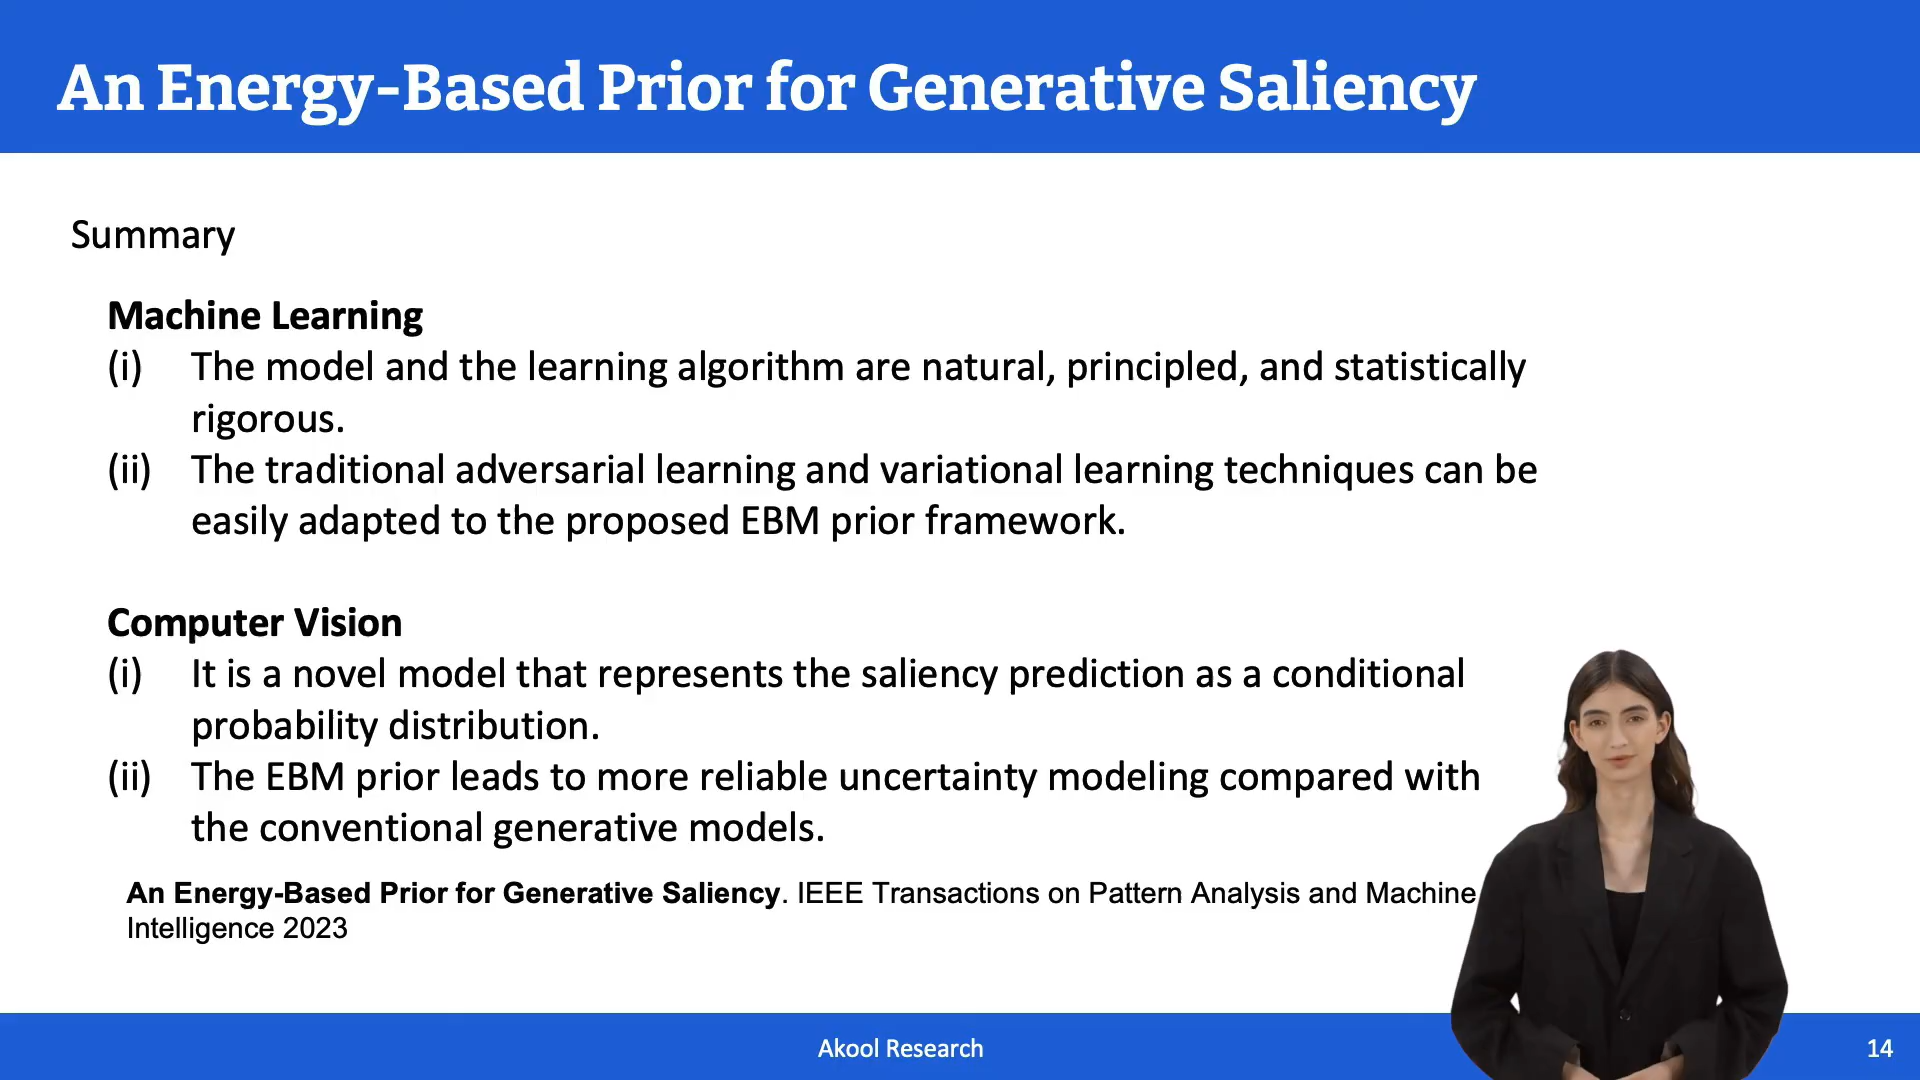 An Energy-Based Prior for Generative Saliency
Summary
Machine Learning
(i) The model and the learning algorithm are natural, principled, and statistically
rigorous.
(ii) The traditional adversarial learning and variational learning techniques can be
easily adapted to the proposed EBM prior framework.
Computer Vision
(i) It is a novel model that represents the saliency prediction as a conditional
probability distribution.
(ii) The EBM prior leads to more reliable uncertainty modeling compared with
the conventional generative models.
An Energy-Based Prior for Generative Saliency. IEEE Transactions on Pattern Analysis and Machine
Intelligence 2023
Akool Research
14